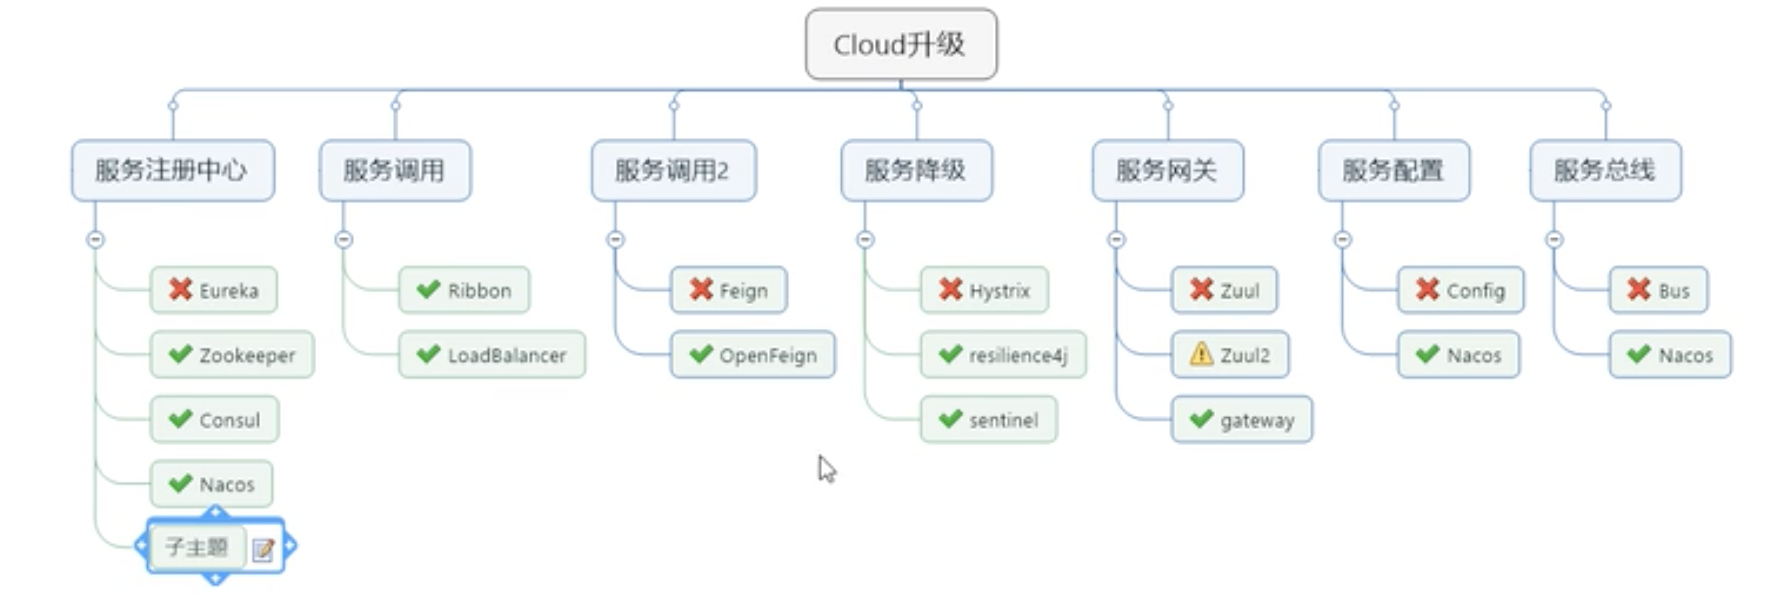 Cloud升级
服务注册中心
服务调用
服务调用2
服务降级
服务网关
服务配置
服务总线
Eureka
Zookeeper
Consul
Nacos
子主题
Ribbon
LoadBalancer
Feign
OpenFeign
Hystrix
resilience4j
sentinel
Zuul
Zuul2
gateway
Config
Nacos
Bus
Nacos